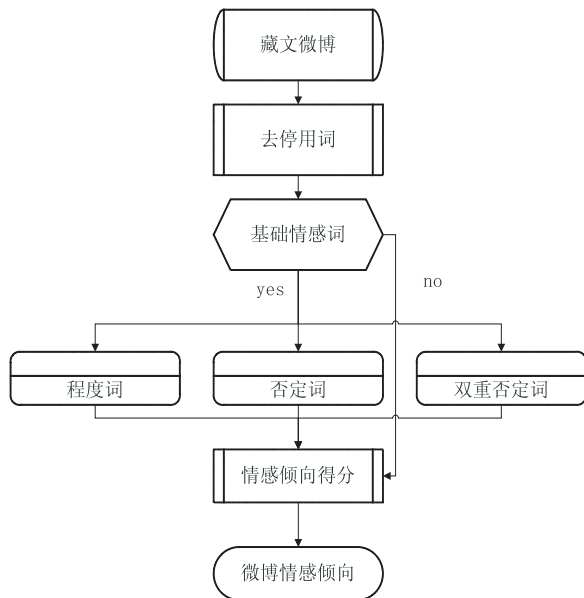 藏文微博
去停用词
基础情感词
yes
no
程度词
否定词
双重否定词
情感倾向得分
微博情感倾向